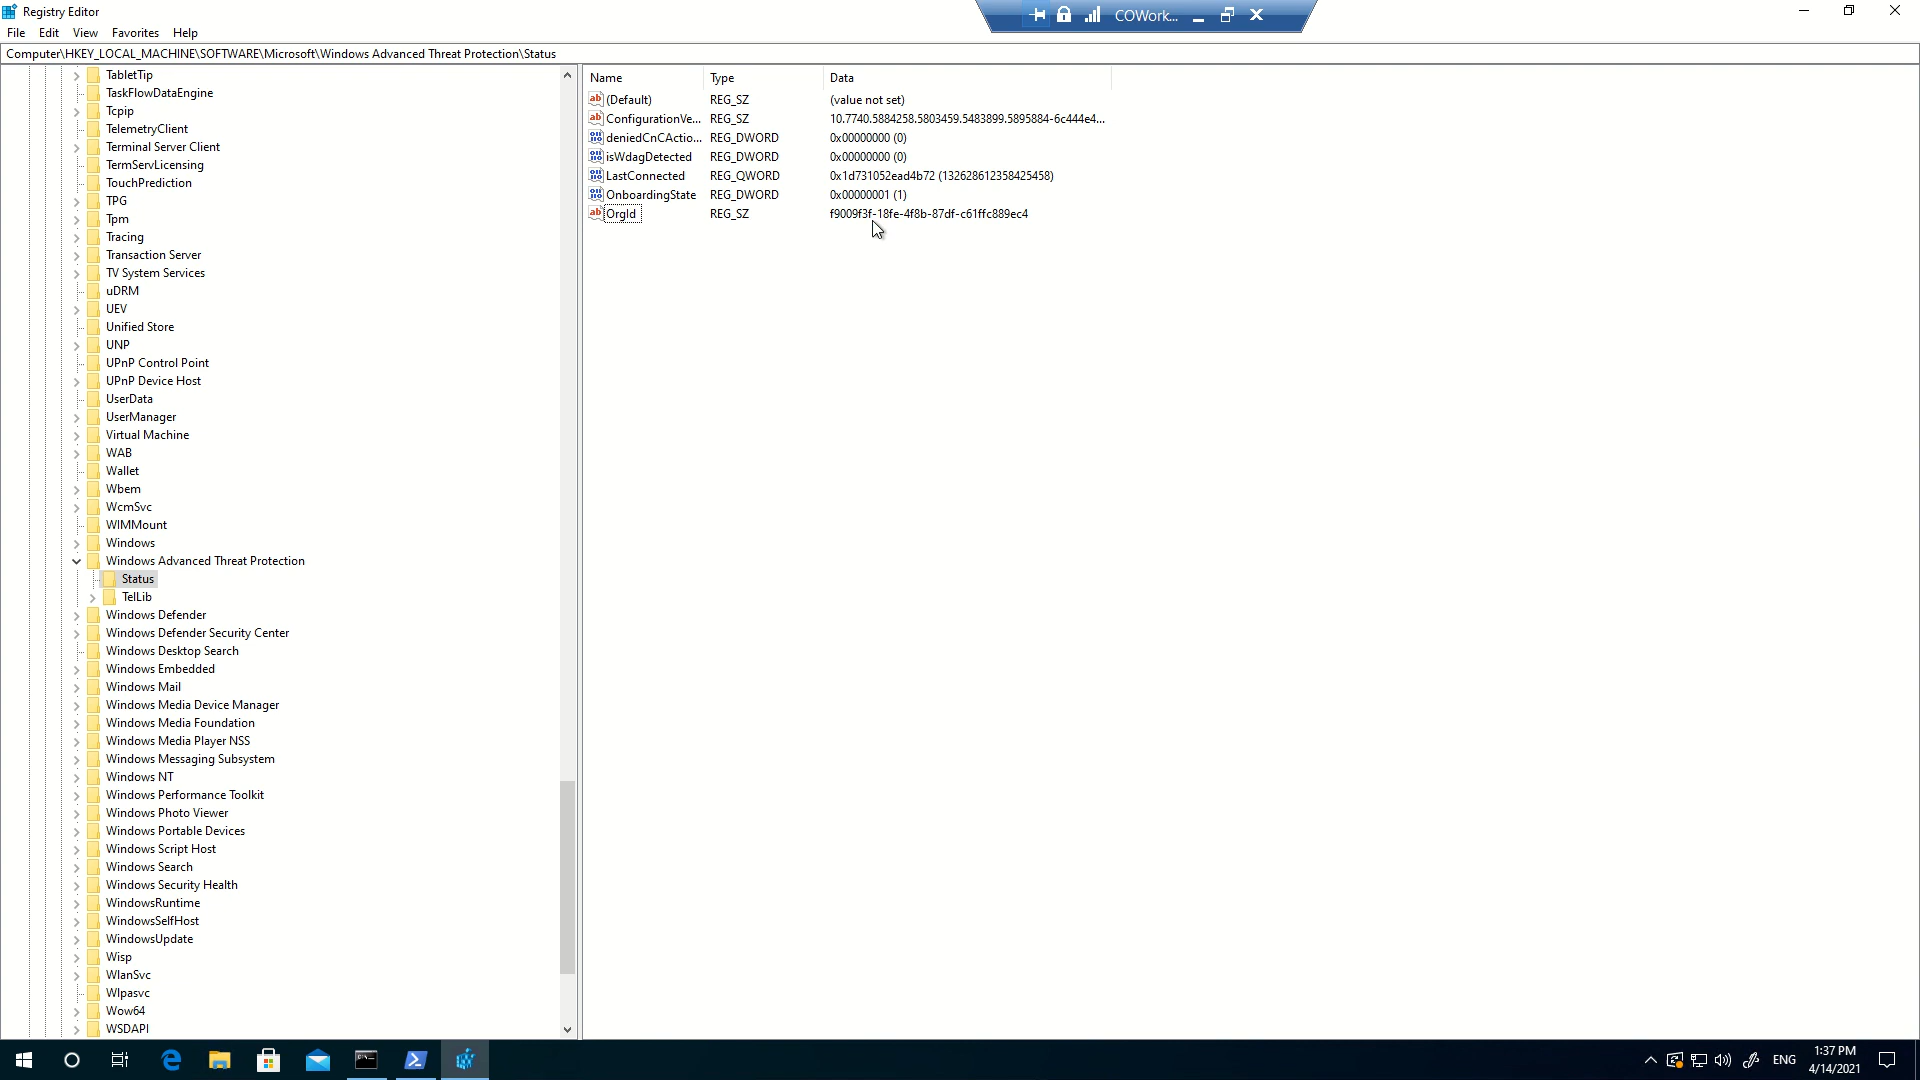 Registry Editor
COWork...
File Edit View Favorites Help
Computer\HKEY_LOCAL_MACHINE\SOFTWARE\Microsoft\Windows Advanced Threat Protection\Status
TabletTip
TaskFlowDataEngine
Tcpip
TelemetryClient
Terminal Server Client
TermServLicensing
TouchPrediction
TPG
Tpm
Tracing
Transaction Server
TV System Services
uDRM
UEV
Unified Store
UNP
UPnP Control Point
UPnP Device Host
UserData
UserManager
Virtual Machine
WAB
Wallet
Wbem
WcmSvc
WIMMount
Windows
Windows Advanced Threat Protection
Status
TelLib
Windows Defender
Windows Defender Security Center
Windows Desktop Search
Windows Embedded
Windows Mail
Windows Media Device Manager
Windows Media Foundation
Windows Media Player NSS
Windows Messaging Subsystem
Windows NT
Windows Performance Toolkit
Windows Photo Viewer
Windows Portable Devices
Windows Script Host
Windows Search
Windows Security Health
WindowsRuntime
WindowsSelfHost
WindowsUpdate
Wisp
WlanSvc
Wlpasvc
Wow64
WSDAPI
Name Type Data
(Default) REG_SZ (value not set)
ConfigurationVe... REG_SZ 10.7740.5884258.5803459.5483899.5895884-6c444e4...
deniedCnCActio... REG_DWORD 0x00000000 (0)
isWdagDetected REG_DWORD 0x00000000 (0)
LastConnected REG_QWORD 0x1d731052ead4b72 (132628612358425458)
OnboardingState REG_DWORD 0x00000001 (1)
OrgId REG_SZ f9009f3f-18fe-4f8b-87df-c61ffc889ec4
ENG
1:37 PM
4/14/2021